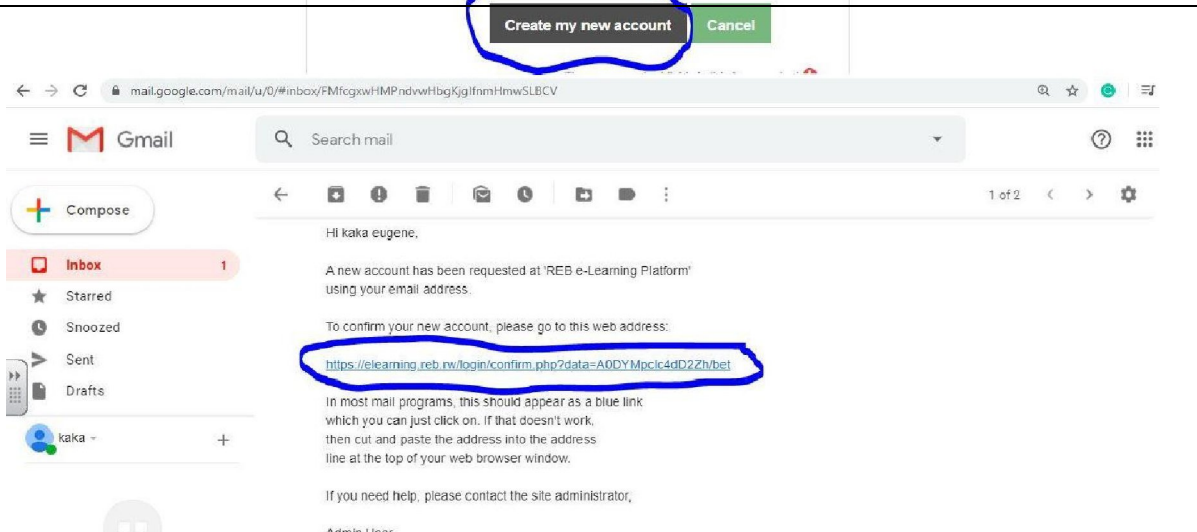 Create my new account Cancel
mail.google.com/mail/u/0/#inbox/FMfcgxwHMPndvwHbgKjglfnmHmwSLBCV
Gmail
Search mail
Compose
1 of 2
Hi kaka eugene,
Inbox 1
A new account has been requested at 'REB e-Learning Platform'
using your email address.
Starred
Snoozed
To confirm your new account, please go to this web address:
Sent
https://elearning.reb.rw/login/confirm.php?data=A0DYMpclc4dD2Zh/bet
Drafts
In most mail programs, this should appear as a blue link
which you can just click on. If that doesn't work,
then cut and paste the address into the address
line at the top of your web browser window.
kaka
If you need help, please contact the site administrator,
Admin User